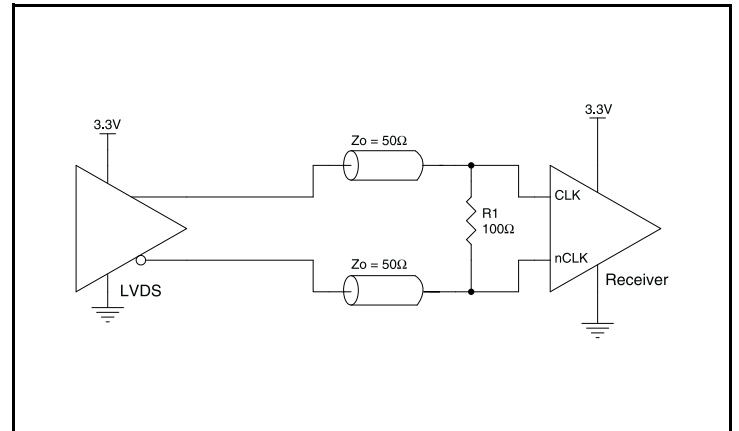 3.3V
3.3V
Zo = 50Ω
CLK
R1
100Ω
Zo = 50Ω
nCLK
LVDS
Receiver